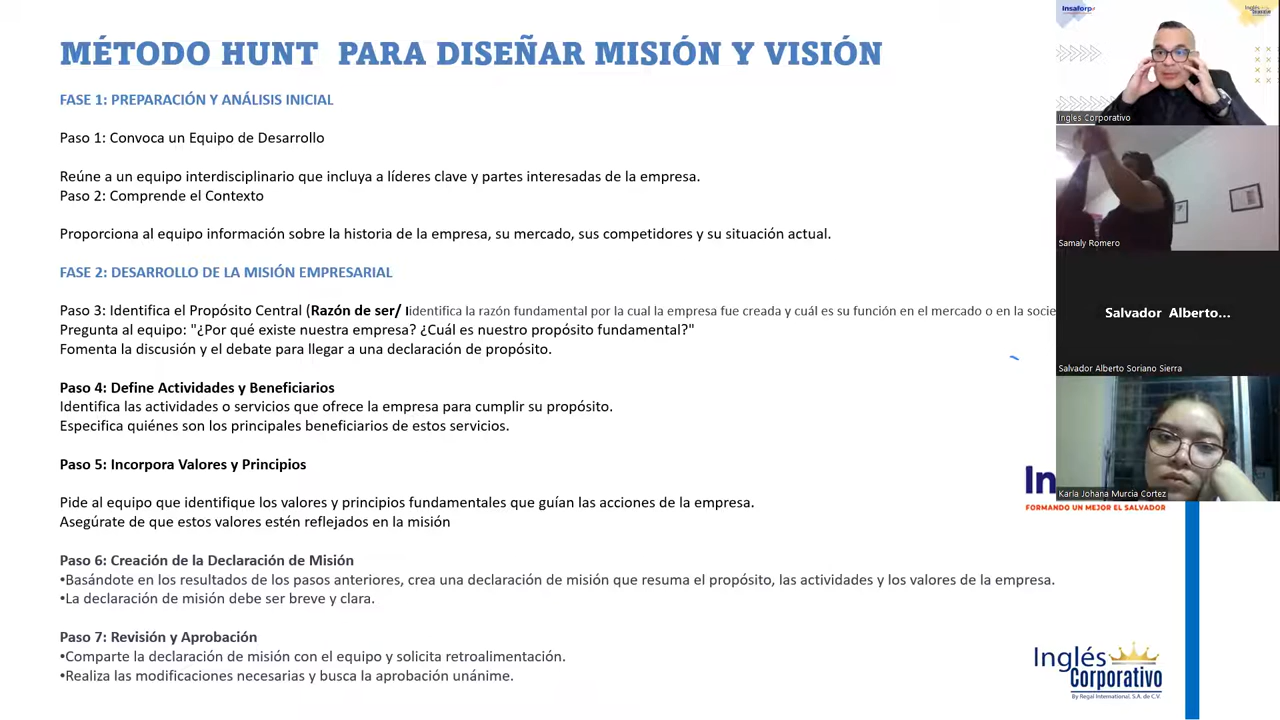 MÉTODO HUNT PARA DISEÑAR MISIÓN Y VISIÓN
FASE 1: PREPARACIÓN Y ANÁLISIS INICIAL
Paso 1: Convoca un Equipo de Desarrollo
Reúne a un equipo interdisciplinario que incluya a líderes clave y partes interesadas de la empresa.
Paso 2: Comprende el Contexto
Proporciona al equipo información sobre la historia de la empresa, su mercado, sus competidores y su situación actual.
FASE 2: DESARROLLO DE LA MISIÓN EMPRESARIAL
Paso 3: Identifica el Propósito Central (Razón de ser/ Iidentifica la razón fundamental por la cual la empresa fue creada y cuál es su función en el mercado o en la socie
Pregunta al equipo: "¿Por qué existe nuestra empresa? ¿Cuál es nuestro propósito fundamental?"
Fomenta la discusión y el debate para llegar a una declaración de propósito.
Paso 4: Define Actividades y Beneficiarios
Identifica las actividades o servicios que ofrece la empresa para cumplir su propósito.
Especifica quiénes son los principales beneficiarios de estos servicios.
Paso 5: Incorpora Valores y Principios
Pide al equipo que identifique los valores y principios fundamentales que guían las acciones de la empresa.
Asegúrate de que estos valores estén reflejados en la misión
Paso 6: Creación de la Declaración de Misión
•Basándote en los resultados de los pasos anteriores, crea una declaración de misión que resuma el propósito, las actividades y los valores de la empresa.
•La declaración de misión debe ser breve y clara.
Paso 7: Revisión y Aprobación
•Comparte la declaración de misión con el equipo y solicita retroalimentación.
•Realiza las modificaciones necesarias y busca la aprobación unánime.
Insaforp
Inglés Corporativo
Samaly Romero
Salvador Alberto...
Salvador Alberto Soriano Sierra
Karla Johana Murcia Cortez
In
FORMANDO UN MEJOR EL SALVADOR
Inglés
Corporativo
By Regal International, S.A. de C.V.